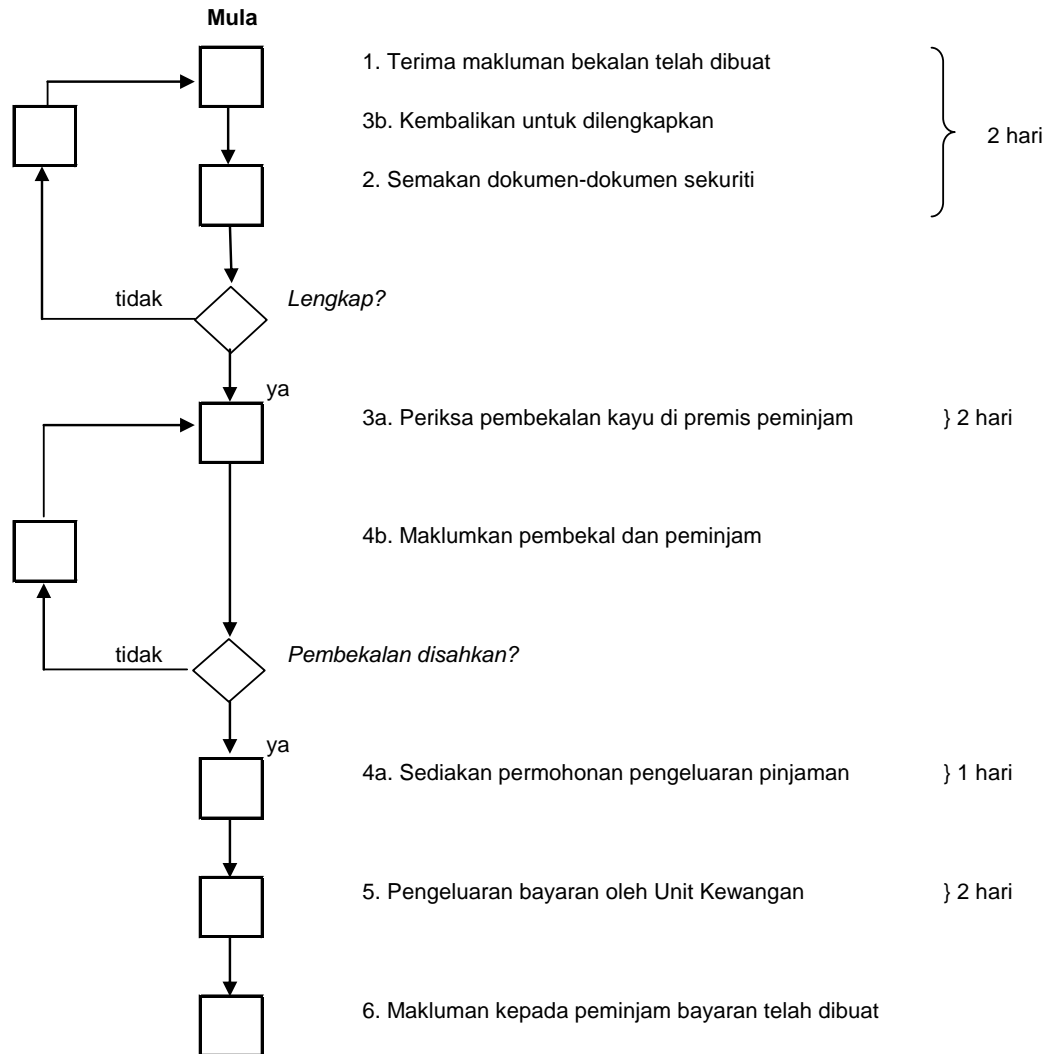 Mula
1. Terima makluman bekalan telah dibuat
3b. Kembalikan untuk dilengkapkan
2 hari
2. Semakan dokumen-dokumen sekuriti
tidak
Lengkap?
ya
3a. Periksa pembekalan kayu di premis peminjam } 2 hari
4b. Maklumkan pembekal dan peminjam
tidak
Pembekalan disahkan?
ya
4a. Sediakan permohonan pengeluaran pinjaman } 1 hari
5. Pengeluaran bayaran oleh Unit Kewangan } 2 hari
6. Makluman kepada peminjam bayaran telah dibuat